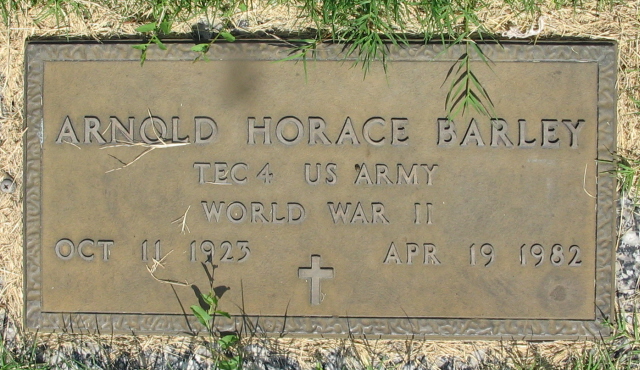 ARNOLD HORACE BARLEY
TEC 4 US ARMY
WORLD WAR II
OCT 11 1923 APR 19 1982